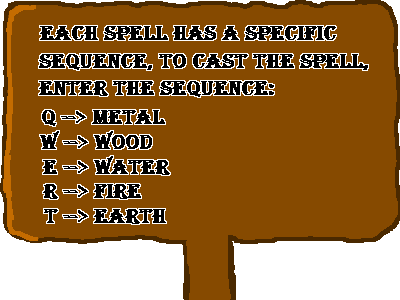 EACH SPELL HAS A SPECIFIC
SEQUENCE, TO CAST THE SPELL,
ENTER THE SEQUENCE:
Q --> METAL
W --> WOOD
E --> WATER
R --> FIRE
T --> EARTH